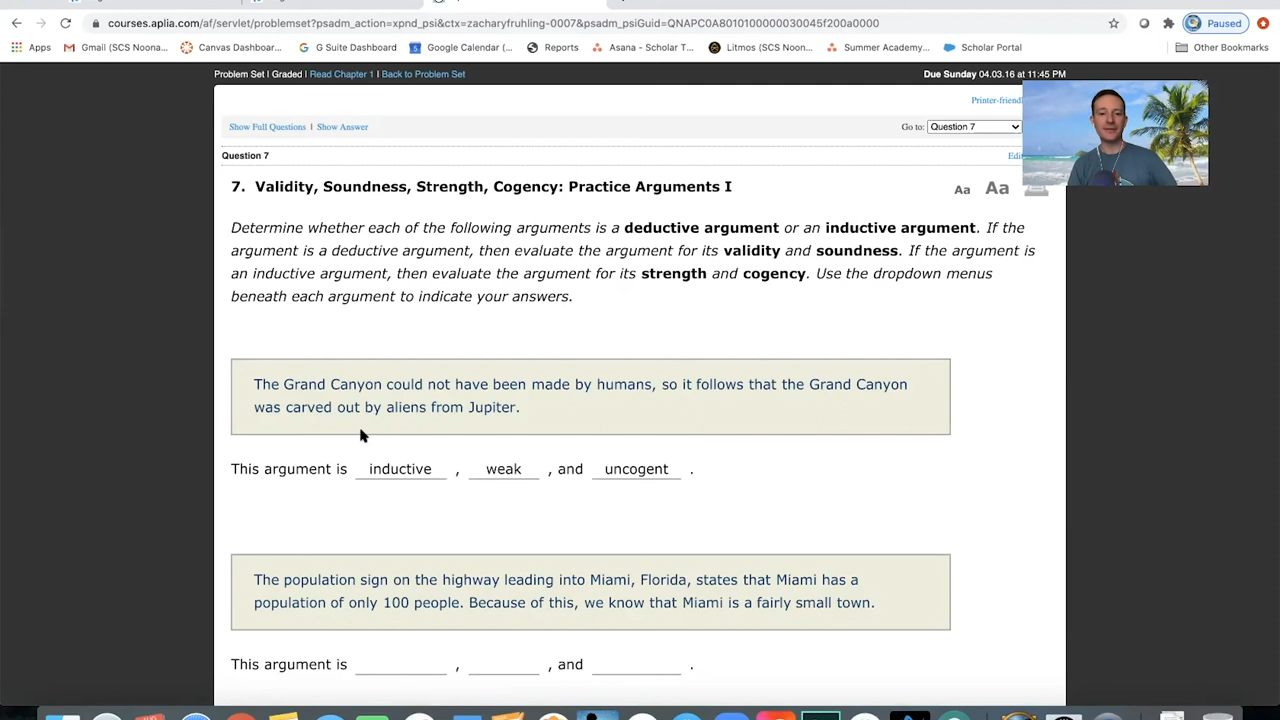 courses.aplia.com/af/servlet/problemset?psadm_action=xpnd_psi&ctx=zacharyfruhling-0007&psadm_psiGuid=QNAPC0A8010100000030045f200a0000
Paused
Apps Gmail (SCS Noona... Canvas Dashboar... G Suite Dashboard Google Calendar (... Reports Asana - Scholar T... Litmos (SCS Noon... Summer Academy... Scholar Portal Other Bookmarks
Problem Set | Graded | Read Chapter 1 | Back to Problem Set Due Sunday 04.03.16 at 11:45 PM
Printer-friend
Show Full Questions | Show Answer Go to: Question 7
Question 7
7. Validity, Soundness, Strength, Cogency: Practice Arguments I Aa Aa
Determine whether each of the following arguments is a deductive argument or an inductive argument. If the
argument is a deductive argument, then evaluate the argument for its validity and soundness. If the argument is
an inductive argument, then evaluate the argument for its strength and cogency. Use the dropdown menus
beneath each argument to indicate your answers.
The Grand Canyon could not have been made by humans, so it follows that the Grand Canyon
was carved out by aliens from Jupiter.
This argument is inductive , weak , and uncogent .
The population sign on the highway leading into Miami, Florida, states that Miami has a
population of only 100 people. Because of this, we know that Miami is a fairly small town.
This argument is , , and .